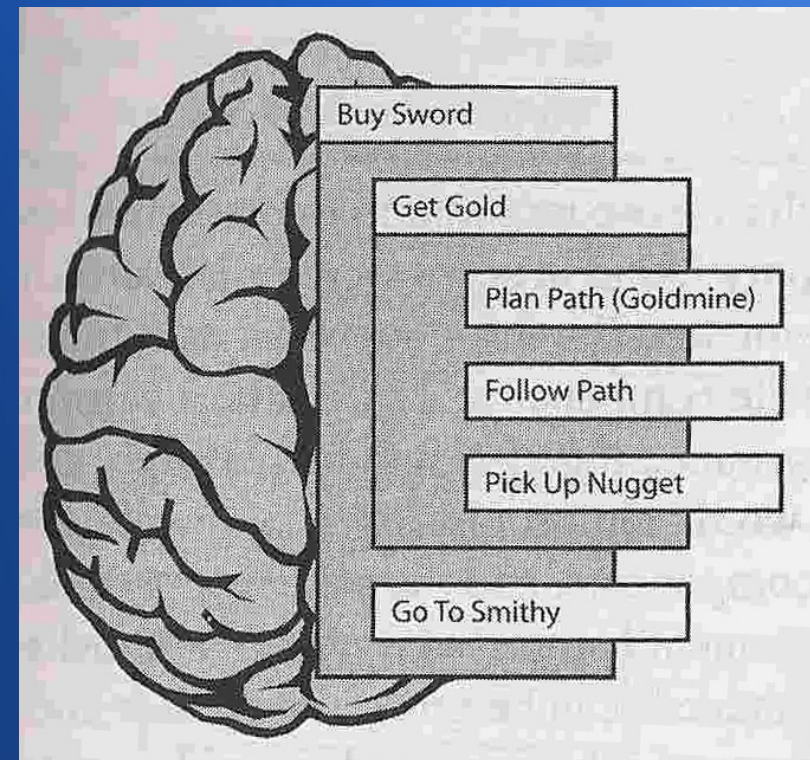 Buy Sword
Get Gold
Plan Path (Goldmine)
Follow Path
Pick Up Nugget
Go To Smithy